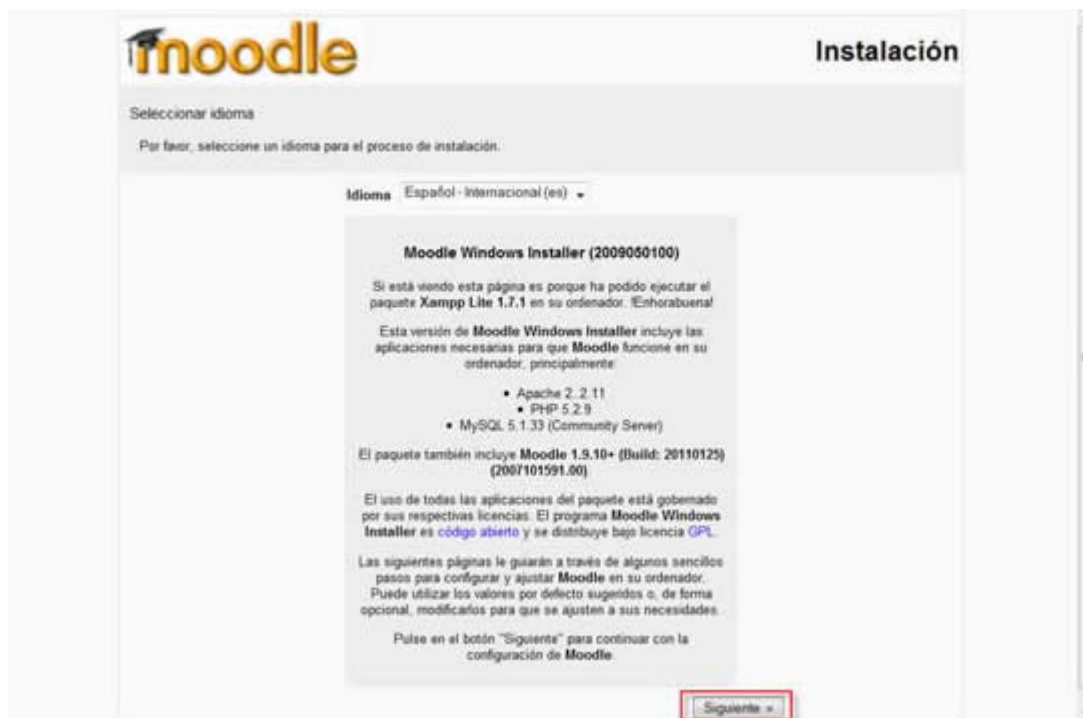 moodle
Instalación
Seleccionar idioma
Por favor, seleccione un idioma para el proceso de instalación.
Idioma Español - Internacional (es)
Moodle Windows Installer (2009050100)
Si está viendo esta página es porque ha podido ejecutar el
paquete Xampp Lite 1.7.1 en su ordenador. !Enhorabuena!
Esta versión de Moodle Windows Installer incluye las
aplicaciones necesarias para que Moodle funcione en su
ordenador, principalmente:
• Apache 2..2.11
• PHP 5.2.9
• MySQL 5.1.33 (Community Server)
El paquete también incluye Moodle 1.9.10+ (Build: 20110125)
(2007101591.00)
El uso de todas las aplicaciones del paquete está gobernado
por sus respectivas licencias. El programa Moodle Windows
Installer es código abierto y se distribuye bajo licencia GPL.
Las siguientes páginas le guiarán a través de algunos sencillos
pasos para configurar y ajustar Moodle en su ordenador.
Puede utilizar los valores por defecto sugeridos o, de forma
opcional, modificarlos para que se ajusten a sus necesidades.
Pulse en el botón "Siguiente" para continuar con la
configuración de Moodle.
Siguiente »